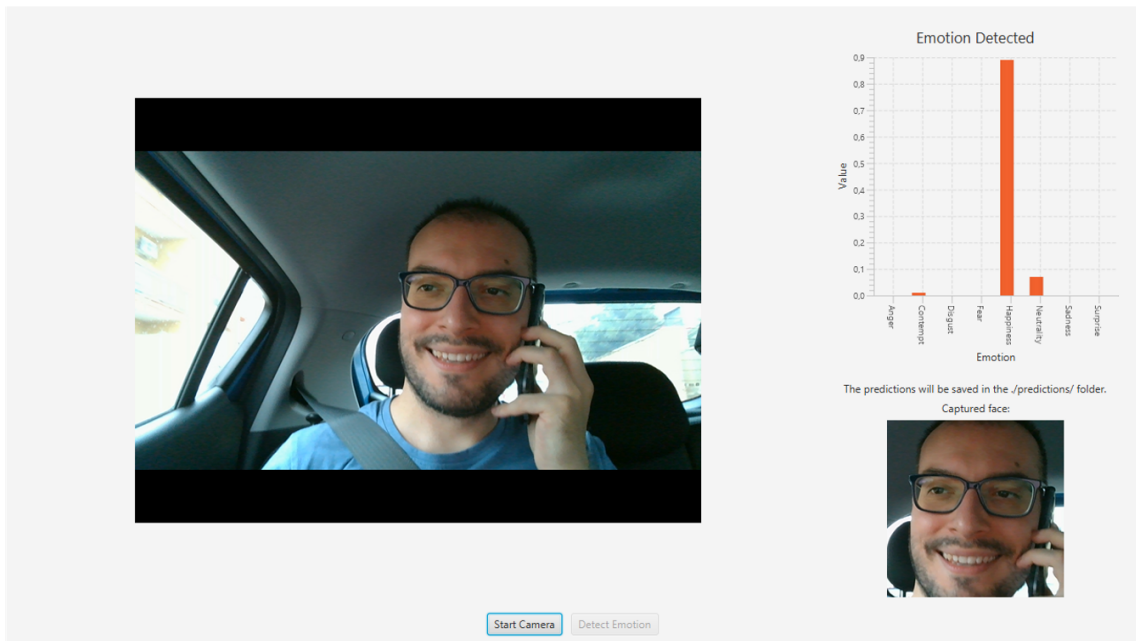 Emotion Detected
0,9
0,8
0,7
0,6
0,5
0,4
0,3
0,2
0,1
0,0
Value
Anger
Contempt
Disgust
Fear
Happiness
Neutrality
Sadness
Surprise
Emotion
The predictions will be saved in the ./predictions/ folder.
Captured face:
Start Camera
Detect Emotion